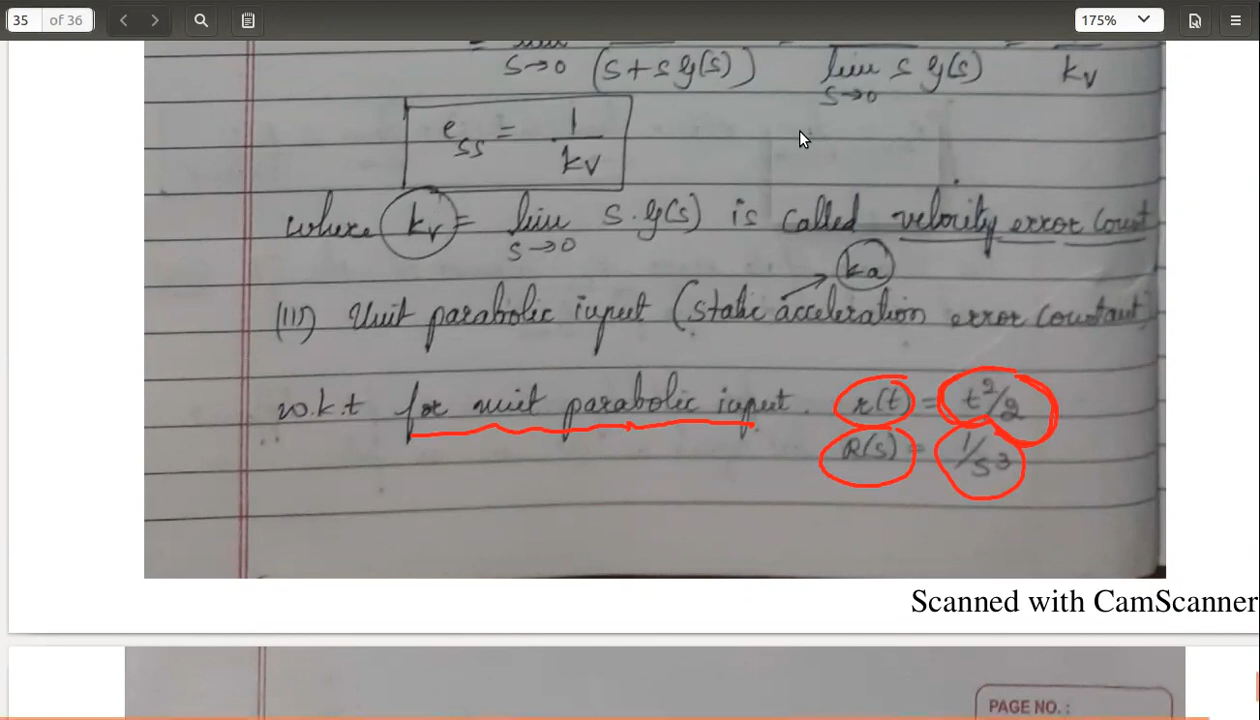 35 of 36 175%
S→0 (S+S G(S)) lim S→0 S G(S) Kv
ess = 1/Kv
where Kv = lim S→0 S.G(S) is called velocity error const
Ka
(III) Unit parabolic input (static acceleration error constant)
w.k.t for unit parabolic input. r(t) = t²/2
R(S) = 1/S³
Scanned with CamScanner
PAGE NO.: